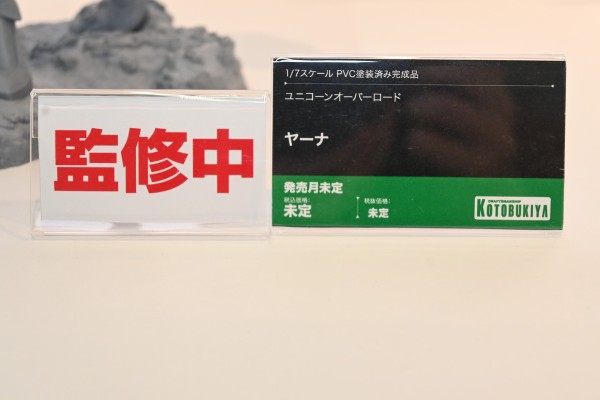 監修中
1/7スケール PVC塗装済み完成品
ユニコーンオーバーロード
ヤーナ
発売月未定
税込価格:
未定
税抜価格:
未定
CRAFTSMANSHIP
KOTOBUKIYA